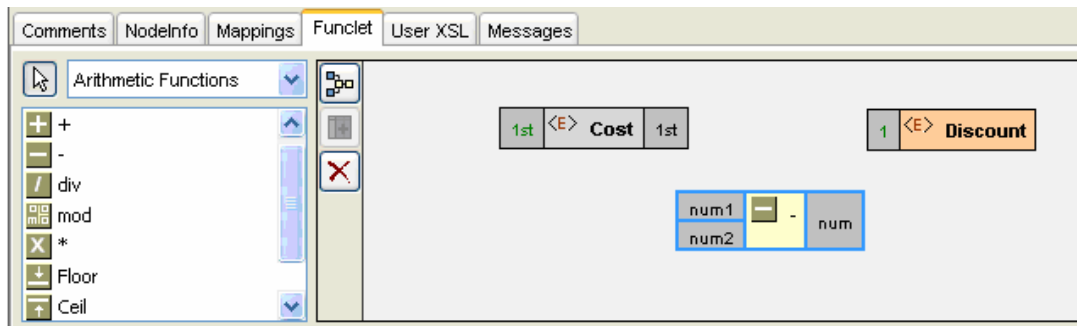 Comments NodeInfo Mappings Funclet User XSL Messages
Arithmetic Functions
+
-
div
mod
*
Floor
Ceil
1st <E> Cost 1st
1 <E> Discount
num1 - num
num2